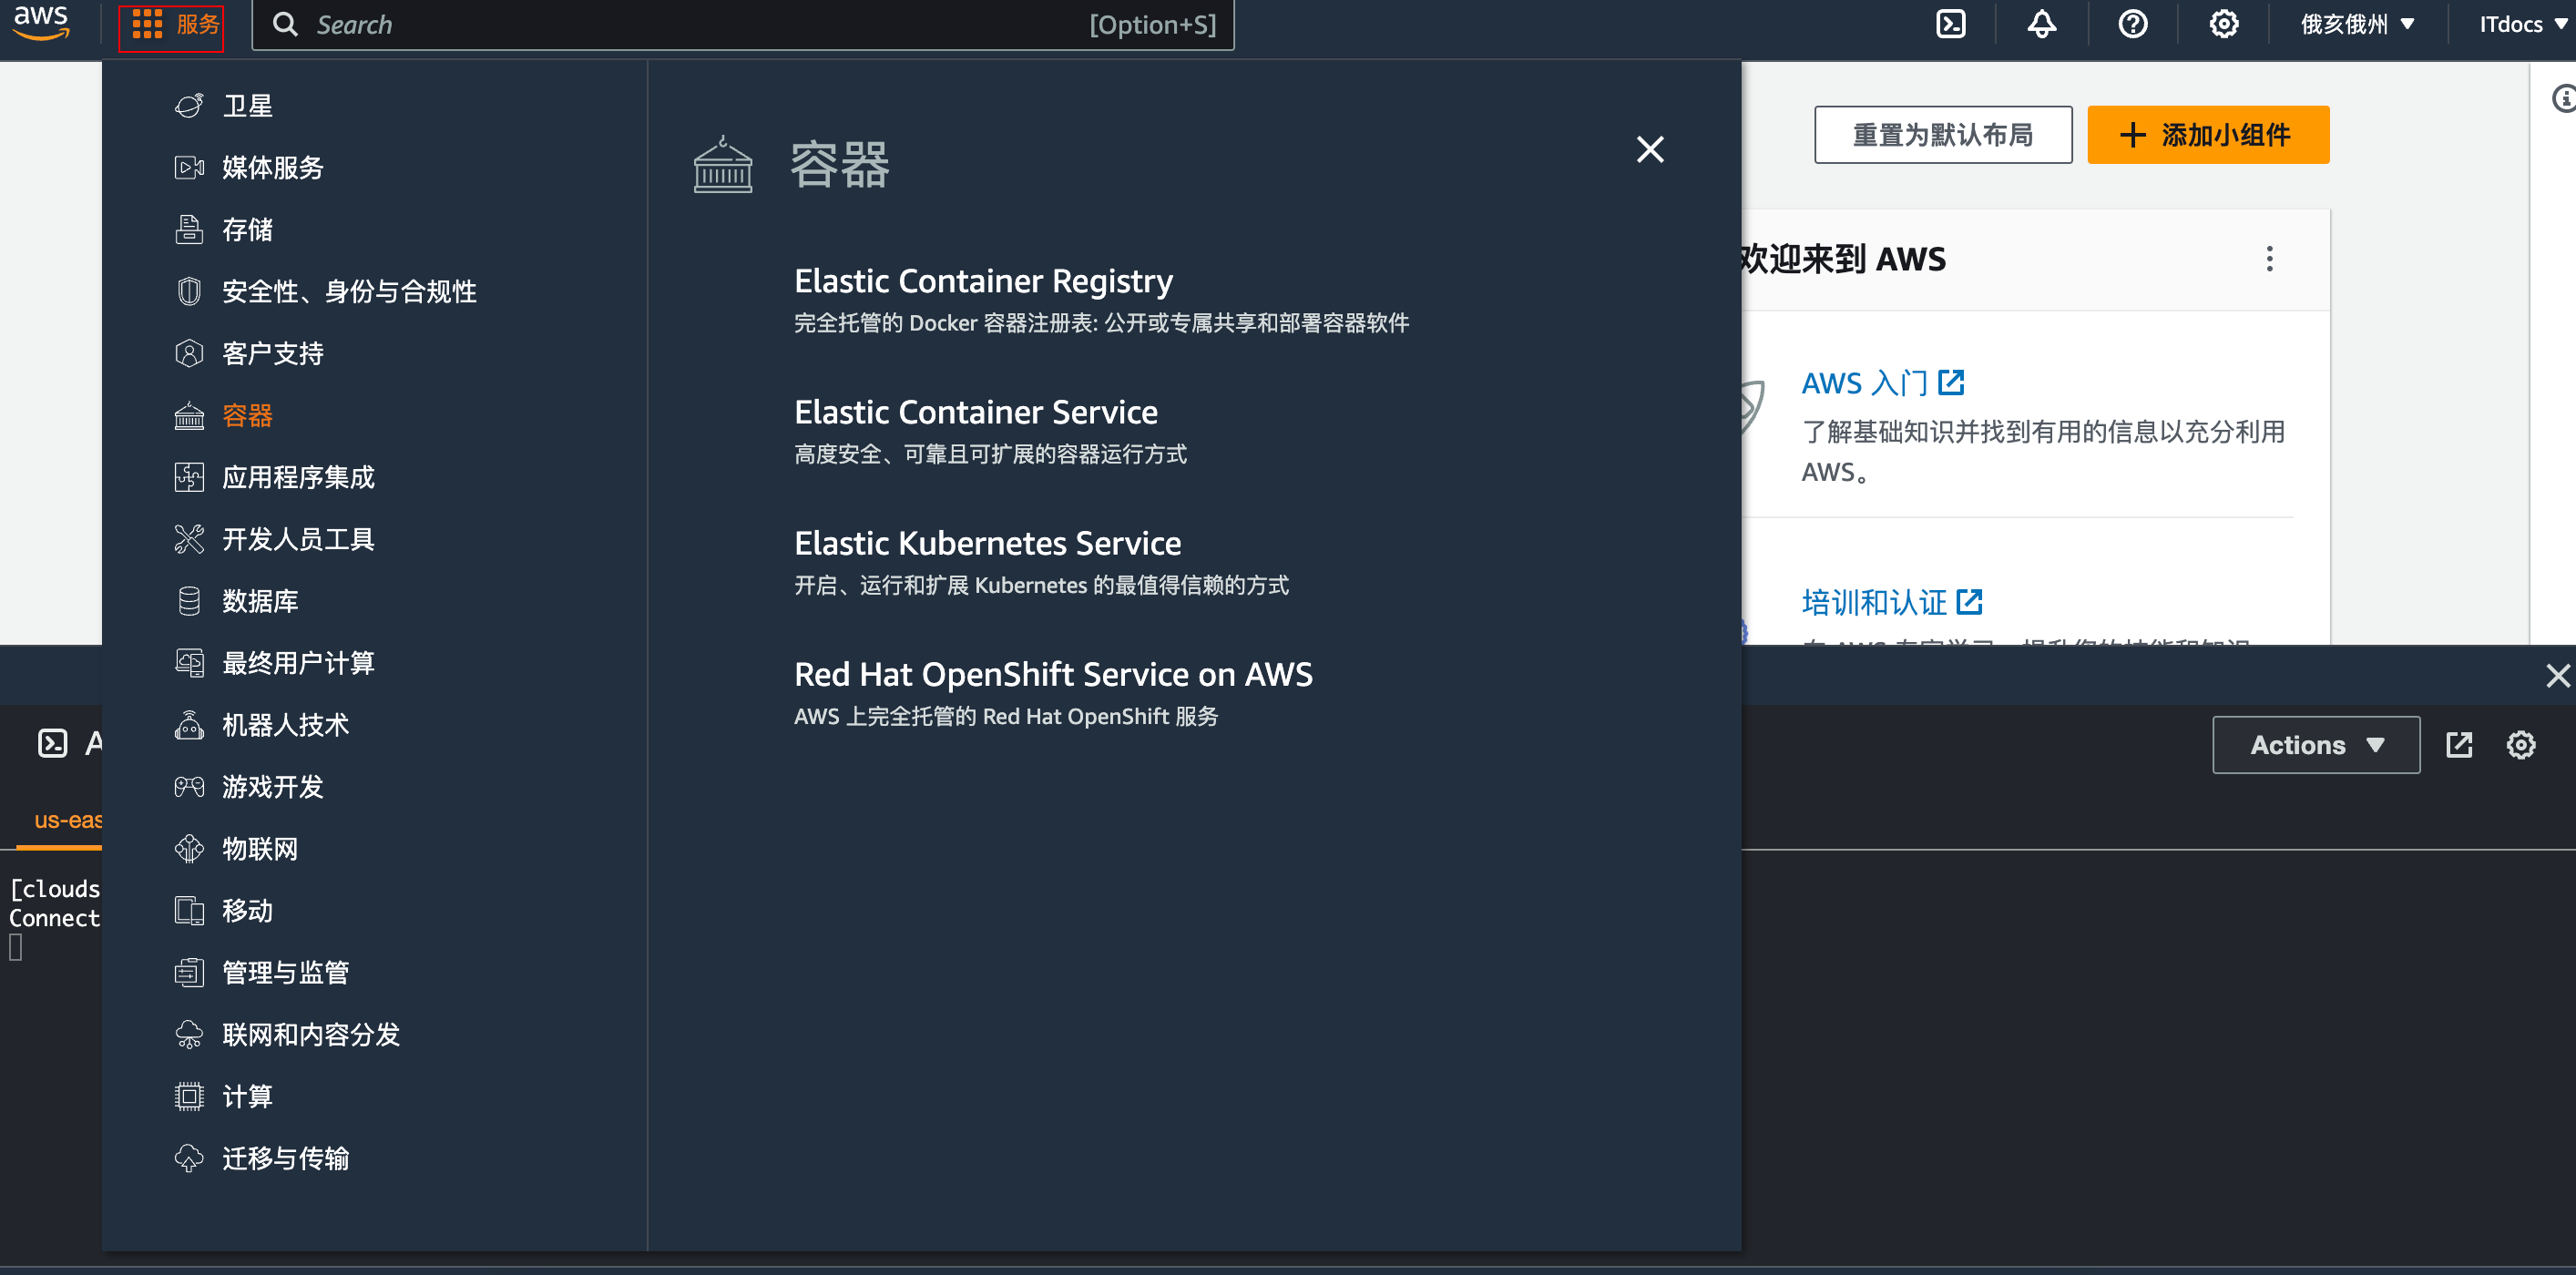 aws
服务
Search
[Option+S]
俄亥俄州
ITdocs
卫星
媒体服务
存储
安全性、身份与合规性
客户支持
容器
应用程序集成
开发人员工具
数据库
最终用户计算
机器人技术
游戏开发
物联网
移动
管理与监管
联网和内容分发
计算
迁移与传输
容器
Elastic Container Registry
完全托管的 Docker 容器注册表: 公开或专属共享和部署容器软件
Elastic Container Service
高度安全、可靠且可扩展的容器运行方式
Elastic Kubernetes Service
开启、运行和扩展 Kubernetes 的最值得信赖的方式
Red Hat OpenShift Service on AWS
AWS 上完全托管的 Red Hat OpenShift 服务
重置为默认布局
添加小组件
欢迎来到 AWS
AWS 入门
了解基础知识并找到有用的信息以充分利用
AWS。
培训和认证
Actions
A
us-eas
[clouds
Connect